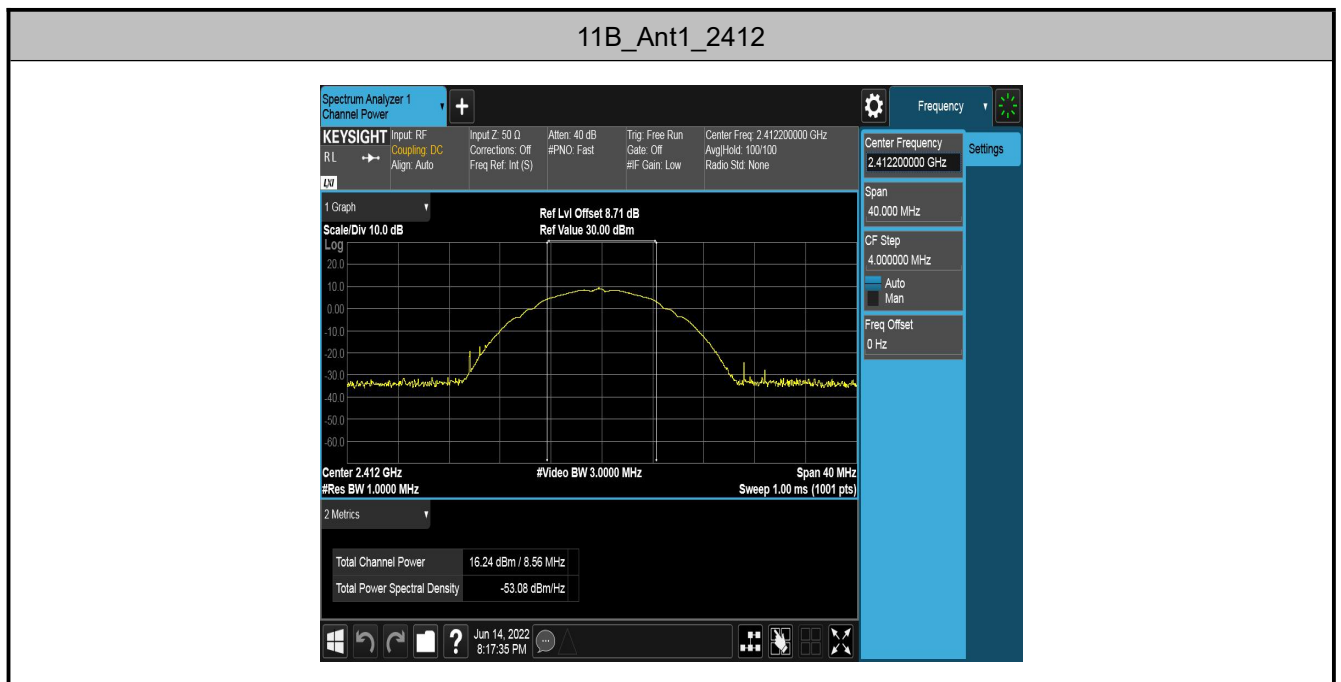 11B_Ant1_2412
Spectrum Analyzer 1
Channel Power
Frequency
KEYSIGHT
R L
LXI
Input: RF
Coupling: DC
Align: Auto
Input Z: 50 Ω
Corrections: Off
Freq Ref: Int (S)
Atten: 40 dB
#PNO: Fast
Trig: Free Run
Gate: Off
#IF Gain: Low
Center Freq: 2.412200000 GHz
Avg|Hold: 100/100
Radio Std: None
Center Frequency
2.412200000 GHz
Settings
Span
40.000 MHz
CF Step
4.000000 MHz
Auto
Man
Freq Offset
0 Hz
1 Graph
Ref Lvl Offset 8.71 dB
Scale/Div 10.0 dB
Ref Value 30.00 dBm
Log
20.0
10.0
0.00
-10.0
-20.0
-30.0
-40.0
-50.0
-60.0
Center 2.412 GHz
#Video BW 3.0000 MHz
Span 40 MHz
#Res BW 1.0000 MHz
Sweep 1.00 ms (1001 pts)
2 Metrics
Total Channel Power
16.24 dBm / 8.56 MHz
Total Power Spectral Density
-53.08 dBm/Hz
?
Jun 14, 2022
8:17:35 PM